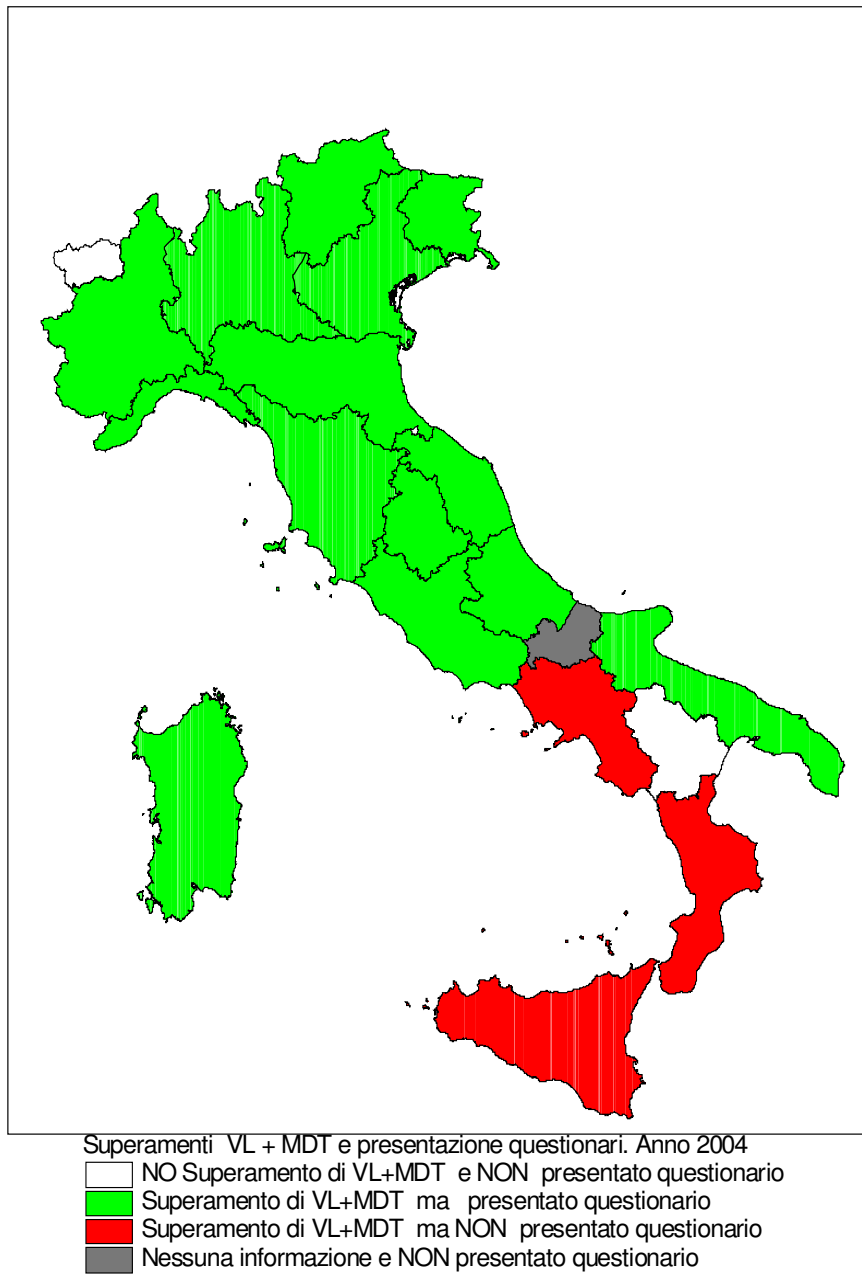 Superamenti VL + MDT e presentazione questionari. Anno 2004
NO Superamento di VL+MDT e NON presentato questionario
Superamento di VL+MDT ma presentato questionario
Superamento di VL+MDT ma NON presentato questionario
Nessuna informazione e NON presentato questionario